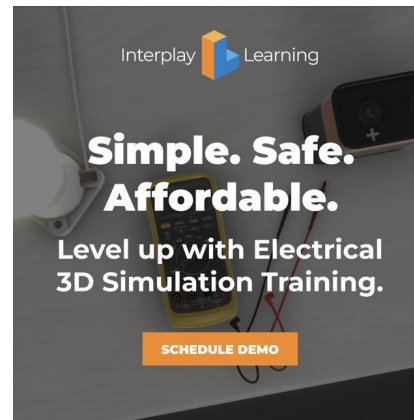 Interplay Learning
Simple. Safe.
Affordable.
Level up with Electrical
3D Simulation Training.
SCHEDULE DEMO